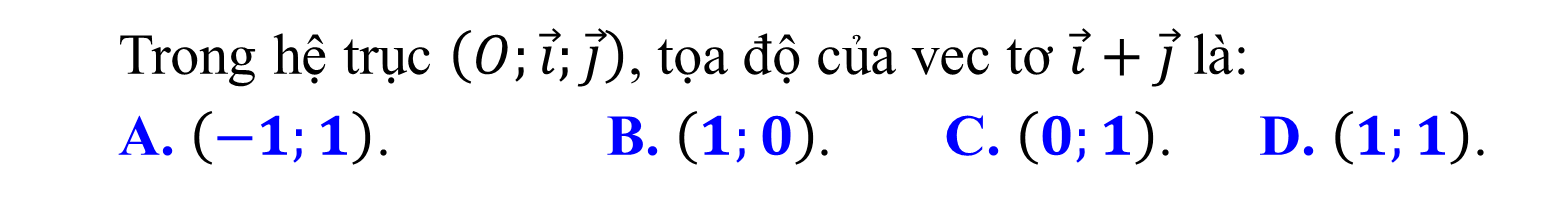 Trong hệ trục (O; i⃗; j⃗), tọa độ của vec tơ i⃗ + j⃗ là:
A. (−1; 1). B. (1; 0). C. (0; 1). D. (1; 1).